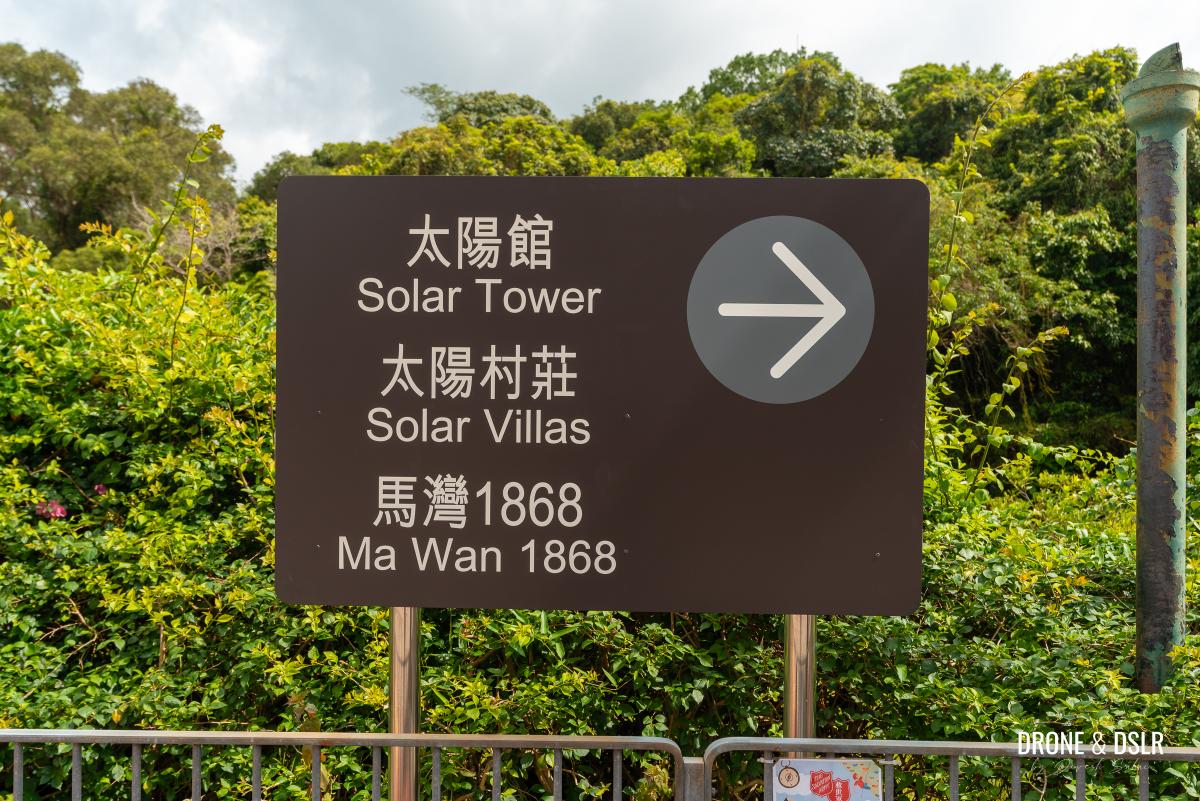 太陽館
Solar Tower
太陽村莊
Solar Villas
馬灣1868
Ma Wan 1868
DRONE & DSLR